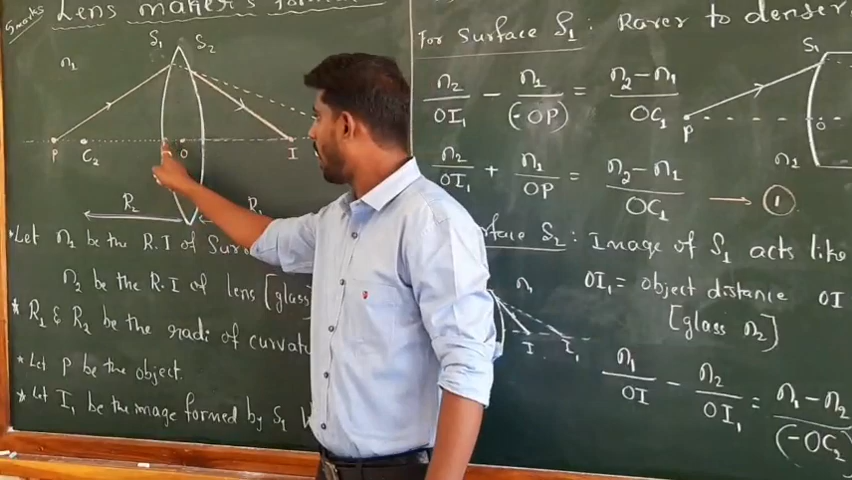 5marks
Lens maker's formula
S₁ S₂
n₁
P C₂ O I
R₂
Let n₁ be the R.I of Surr
n₂ be the R.I of lens [glass
* R₁ & R₂ be the radii of curva
* Let P be the object.
* Let I₁ be the image formed by S₁
For Surface S₁ : Rarer to denser
n₂/OI₁ − n₁/(−OP) = n₂−n₁/OC₁
n₂/OI₁ + n₁/OP = n₂−n₁/OC₁ → ①
S₁
P O
n₁
rface S₂ : Image of S₁ acts like
OI₁ = object distance OI
[glass n₂]
n₁
I I₁
n₁/OI − n₂/OI₁ = n₁−n₂/(−OC₂)